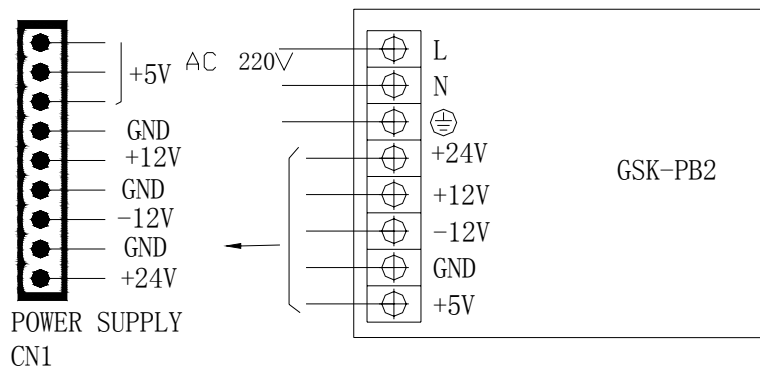 +5V
GND
+12V
GND
-12V
GND
+24V
POWER SUPPLY
CN1
AC 220V
L
N
+24V
+12V
-12V
GND
+5V
GSK-PB2